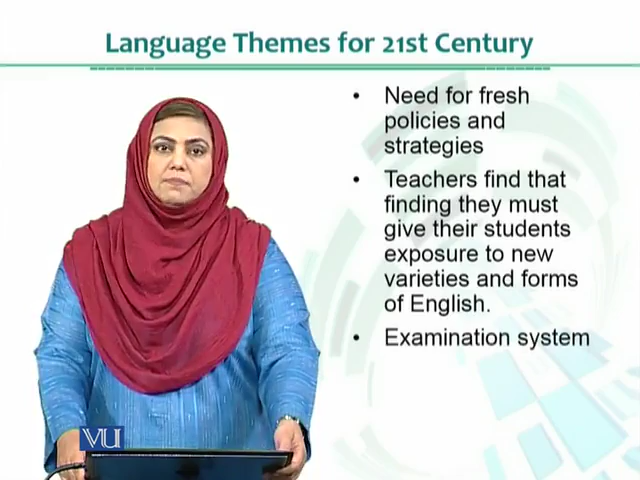 Language Themes for 21st Century
• Need for fresh
policies and
strategies
• Teachers find that
finding they must
give their students
exposure to new
varieties and forms
of English.
• Examination system
VU